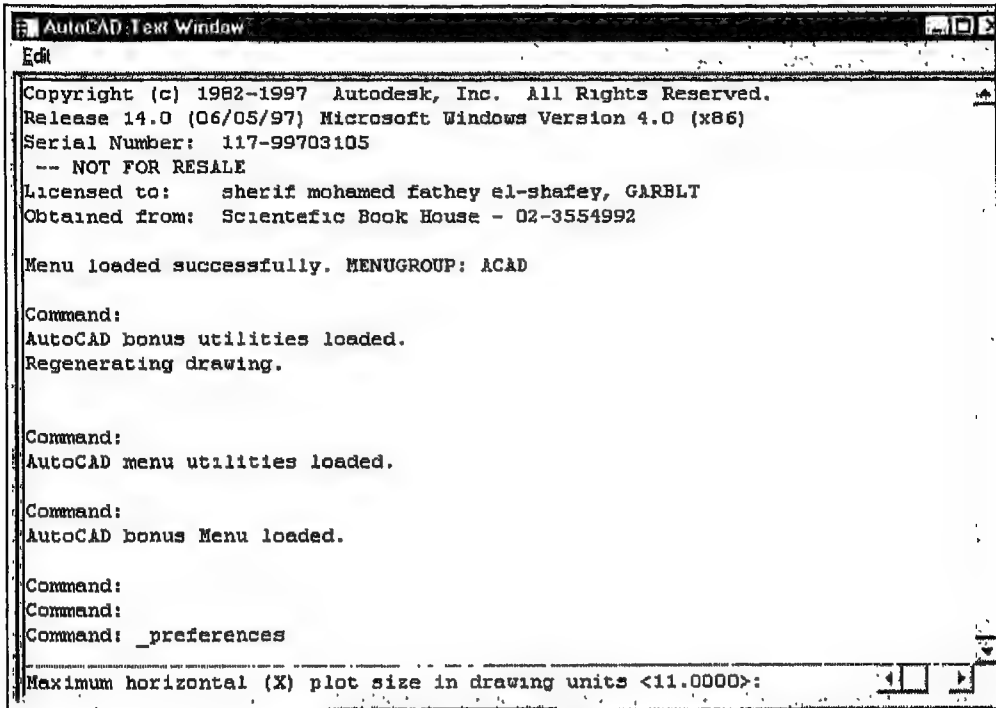 AutoCAD Text Window
Edit
Copyright (c) 1982-1997 Autodesk, Inc. All Rights Reserved.
Release 14.0 (06/05/97) Microsoft Windows Version 4.0 (x86)
Serial Number: 117-99703105
-- NOT FOR RESALE
Licensed to: sherif mohamed fathey el-shafey, GARBLT
Obtained from: Scientefic Book House - 02-3554992
Menu loaded successfully. MENUGROUP: ACAD
Command:
AutoCAD bonus utilities loaded.
Regenerating drawing.
Command:
AutoCAD menu utilities loaded.
Command:
AutoCAD bonus Menu loaded.
Command:
Command:
Command: _preferences
Maximum horizontal (X) plot size in drawing units <11.0000>: